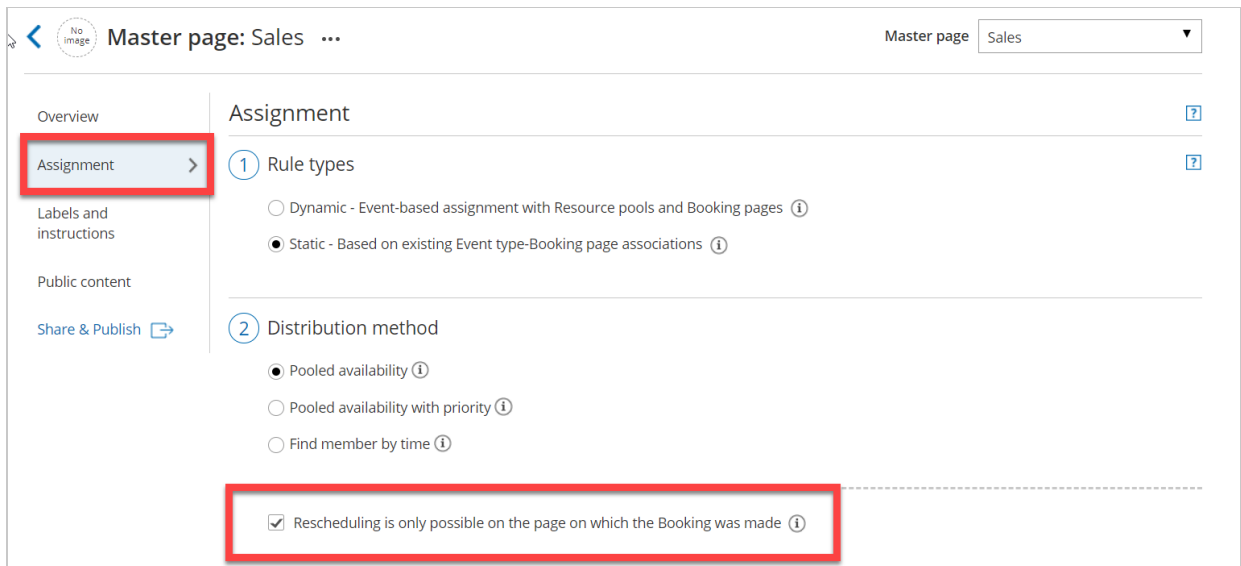 No image
Master page: Sales ...
Master page Sales
Overview
Assignment
Labels and
instructions
Public content
Share & Publish
Assignment
?
1 Rule types
?
Dynamic - Event-based assignment with Resource pools and Booking pages i
Static - Based on existing Event type-Booking page associations i
2 Distribution method
Pooled availability i
Pooled availability with priority i
Find member by time i
Rescheduling is only possible on the page on which the Booking was made i